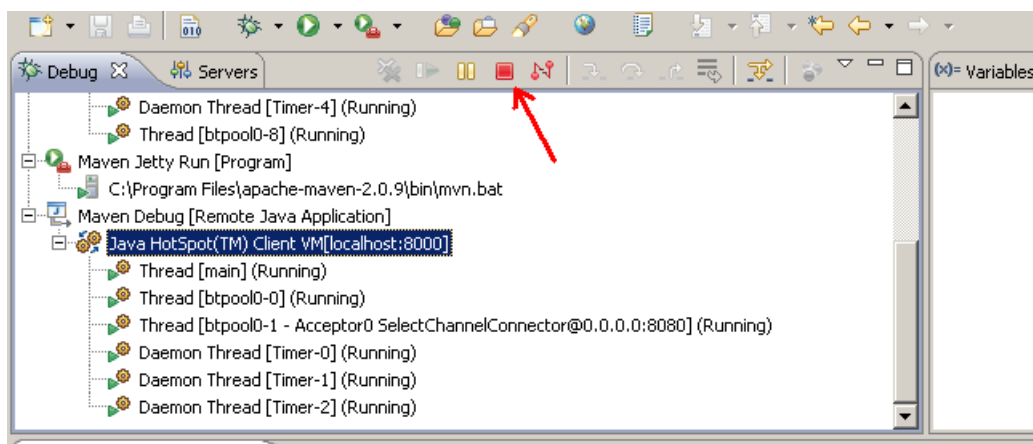 010
Debug Servers (x)= Variables
Daemon Thread [Timer-4] (Running)
Thread [btpool0-8] (Running)
Maven Jetty Run [Program]
C:\Program Files\apache-maven-2.0.9\bin\mvn.bat
Maven Debug [Remote Java Application]
Java HotSpot(TM) Client VM[localhost:8000]
Thread [main] (Running)
Thread [btpool0-0] (Running)
Thread [btpool0-1 - Acceptor0 SelectChannelConnector@0.0.0.0:8080] (Running)
Daemon Thread [Timer-0] (Running)
Daemon Thread [Timer-1] (Running)
Daemon Thread [Timer-2] (Running)